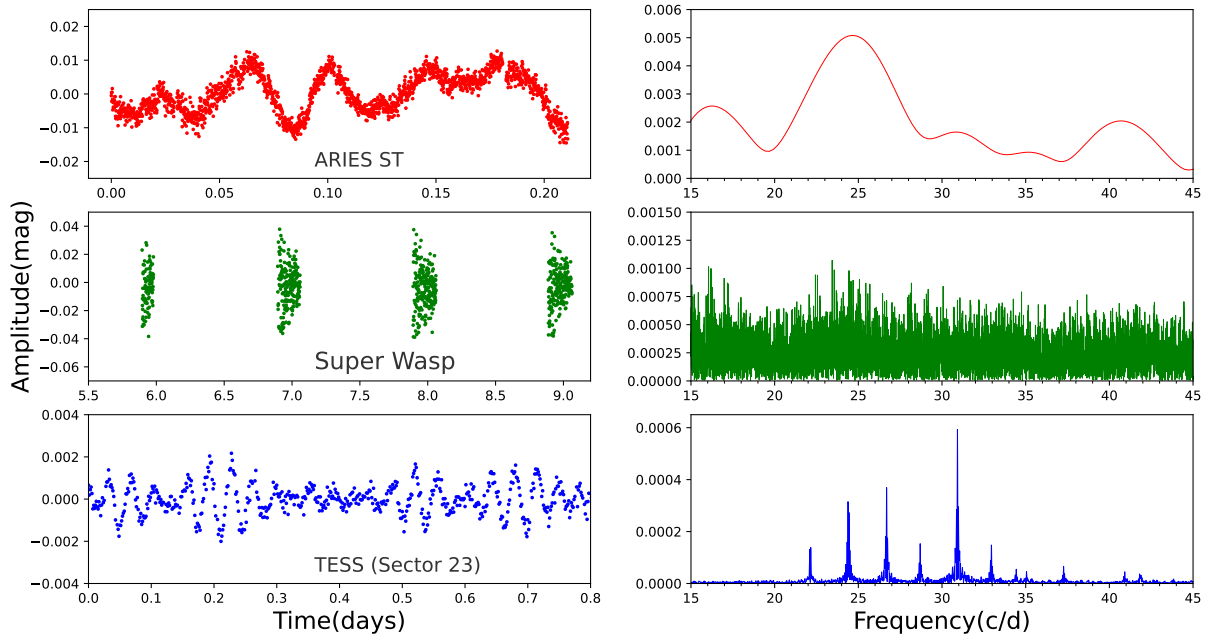 Amplitude(mag)
0.02
0.01
0.00
−0.01
−0.02
ARIES ST
0.00 0.05 0.10 0.15 0.20
0.006
0.005
0.004
0.003
0.002
0.001
0.000
15 20 25 30 35 40 45
0.04
0.02
0.00
−0.02
−0.04
−0.06
Super Wasp
5.5 6.0 6.5 7.0 7.5 8.0 8.5 9.0
0.00150
0.00125
0.00100
0.00075
0.00050
0.00025
0.00000
15 20 25 30 35 40 45
0.004
0.002
0.000
−0.002
−0.004
TESS (Sector 23)
0.0 0.1 0.2 0.3 0.4 0.5 0.6 0.7 0.8
Time(days)
0.0006
0.0004
0.0002
0.0000
15 20 25 30 35 40 45
Frequency(c/d)